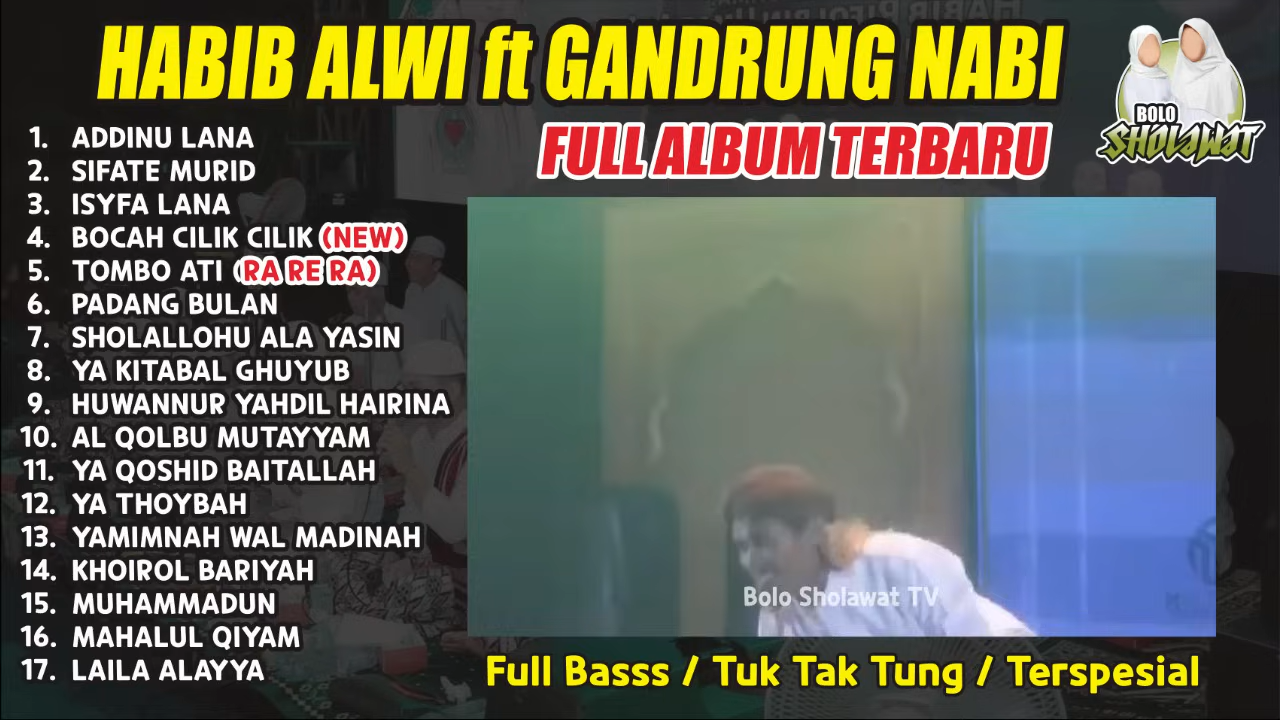 HABIB ALWI ft GANDRUNG NABI
FULL ALBUM TERBARU
BOLO
SHOLAWAT
1. ADDINU LANA
2. SIFATE MURID
3. ISYFA LANA
4. BOCAH CILIK CILIK (NEW)
5. TOMBO ATI (RA RE RA)
6. PADANG BULAN
7. SHOLALLOHU ALA YASIN
8. YA KITABAL GHUYUB
9. HUWANNUR YAHDIL HAIRINA
10. AL QOLBU MUTAYYAM
11. YA QOSHID BAITALLAH
12. YA THOYBAH
13. YAMIMNAH WAL MADINAH
14. KHOIROL BARIYAH
15. MUHAMMADUN
16. MAHALUL QIYAM
17. LAILA ALAYYA
Bolo Sholawat TV
Full Basss / Tuk Tak Tung / Terspesial